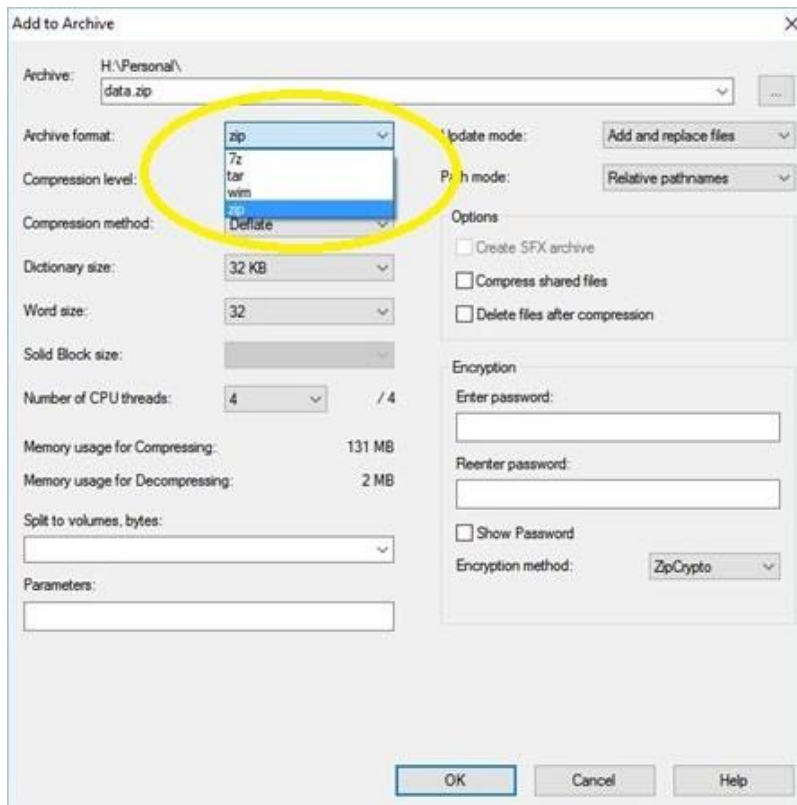 Add to Archive
Archive:
H:\Personal\
data.zip
...
Archive format:
zip
7z
tar
wim
zip
Compression level:
Compression method:
Deflate
Dictionary size:
32 KB
Word size:
32
Solid Block size:
Number of CPU threads:
4
/ 4
Memory usage for Compressing:
131 MB
Memory usage for Decompressing:
2 MB
Split to volumes, bytes:
Parameters:
Update mode:
Add and replace files
Path mode:
Relative pathnames
Options
Create SFX archive
Compress shared files
Delete files after compression
Encryption
Enter password:
Reenter password:
Show Password
Encryption method:
ZipCrypto
OK
Cancel
Help